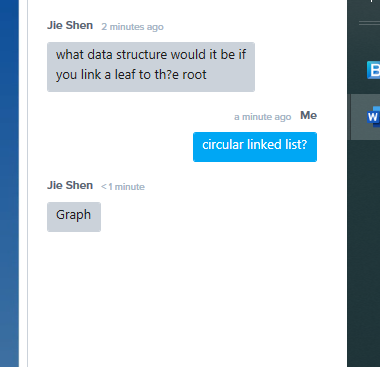 Jie Shen 2 minutes ago
what data structure would it be if
you link a leaf to th?e root
a minute ago Me
circular linked list?
Jie Shen < 1 minute
Graph
B
W